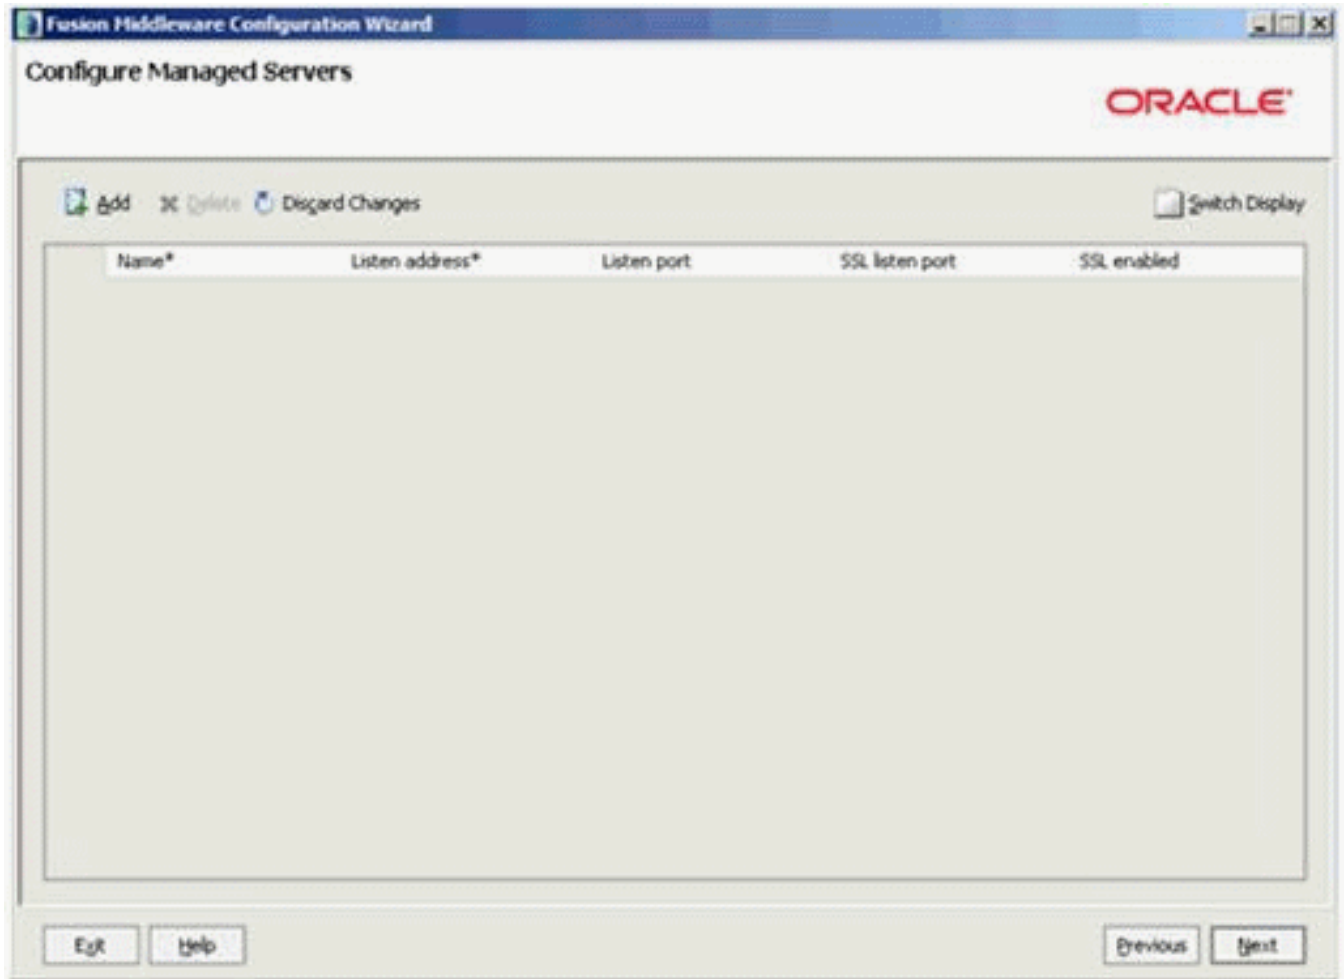 Fusion Middleware Configuration Wizard
Configure Managed Servers
ORACLE
Add Delete Discard Changes Switch Display
Name* Listen address* Listen port SSL listen port SSL enabled
Exit Help Previous Next